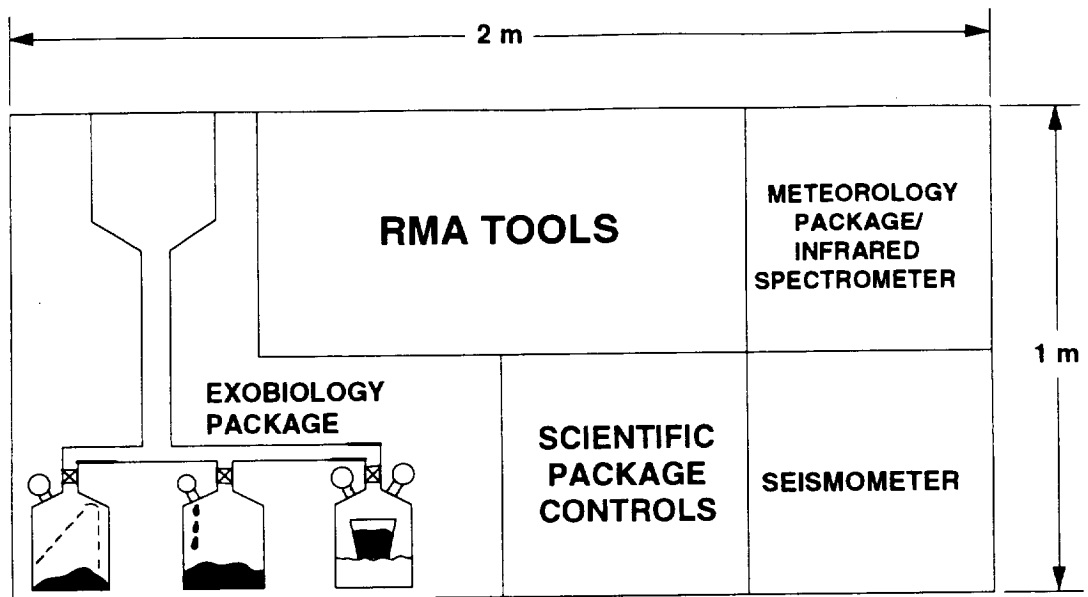 2 m
RMA TOOLS
METEOROLOGY
PACKAGE/
INFRARED
SPECTROMETER
1 m
EXOBIOLOGY
PACKAGE
SCIENTIFIC
PACKAGE
CONTROLS
SEISMOMETER